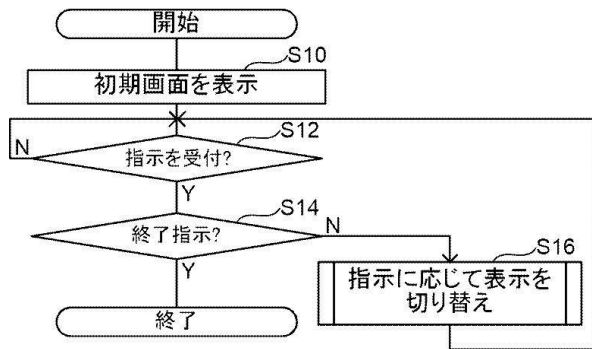 開始
S10
初期画面を表示
S12
指示を受付?
N
Y
S14
終了指示?
N
Y
S16
指示に応じて表示を
切り替え
終了